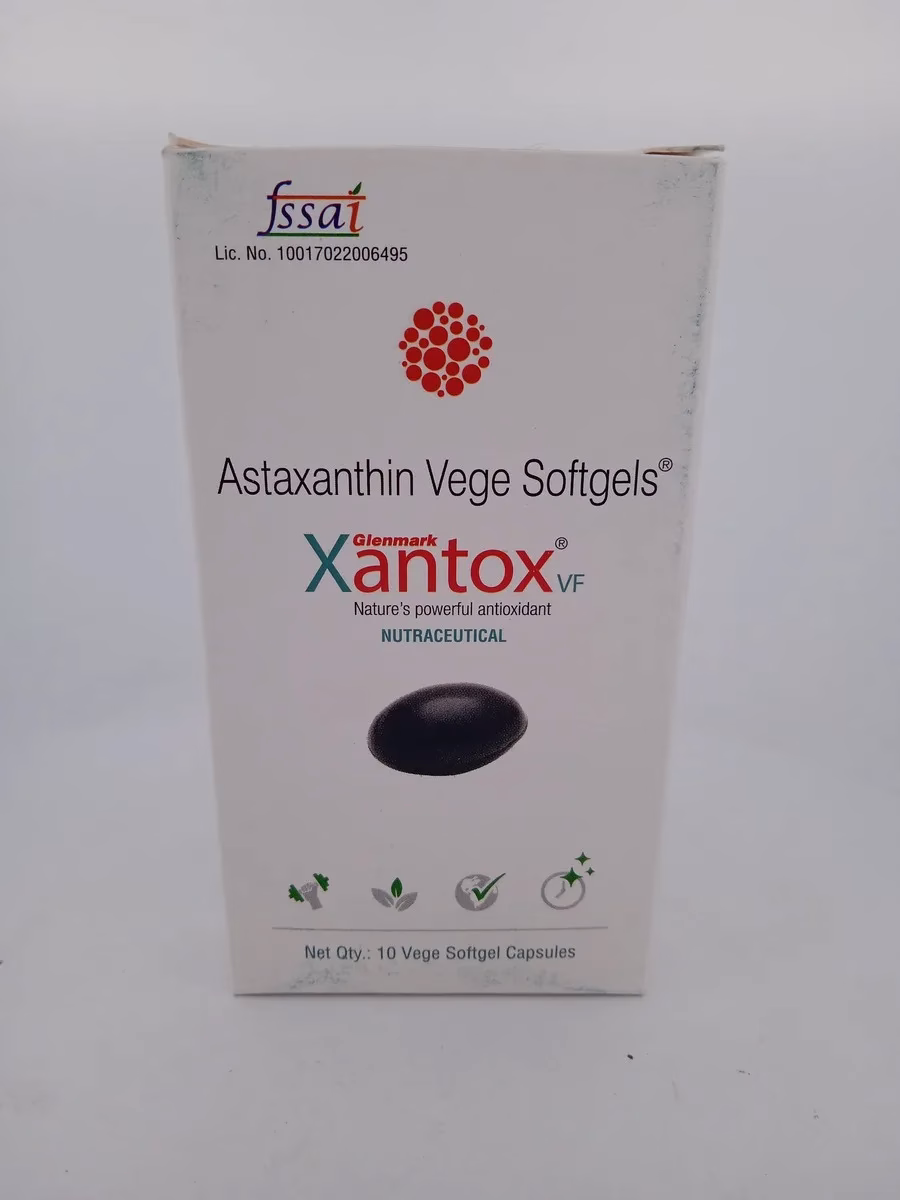 fssai
Lic. No. 10017022006495
Astaxanthin Vege Softgels®
Glenmark
Xantox® VF
Nature's powerful antioxidant
NUTRACEUTICAL
Net Qty.: 10 Vege Softgel Capsules